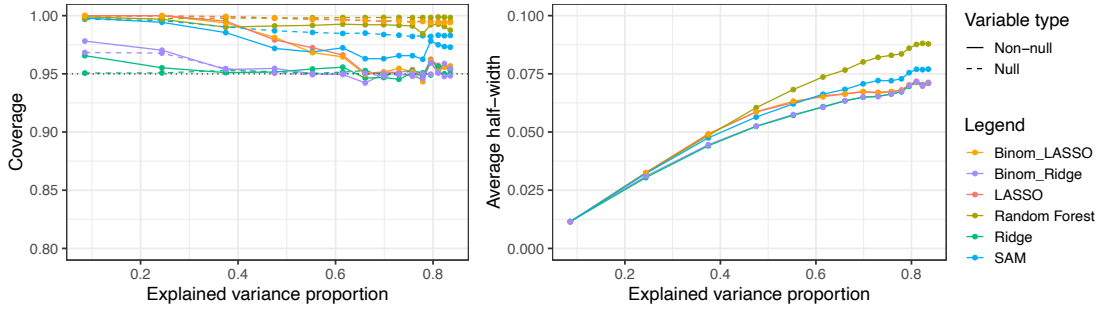 1.00
0.95
0.90
0.85
0.80
Coverage
0.2
0.4
0.6
0.8
Explained variance proportion
0.100
0.075
0.050
0.025
0.000
Average half−width
0.2
0.4
0.6
0.8
Explained variance proportion
Variable type
Non−null
Null
Legend
Binom_LASSO
Binom_Ridge
LASSO
Random Forest
Ridge
SAM